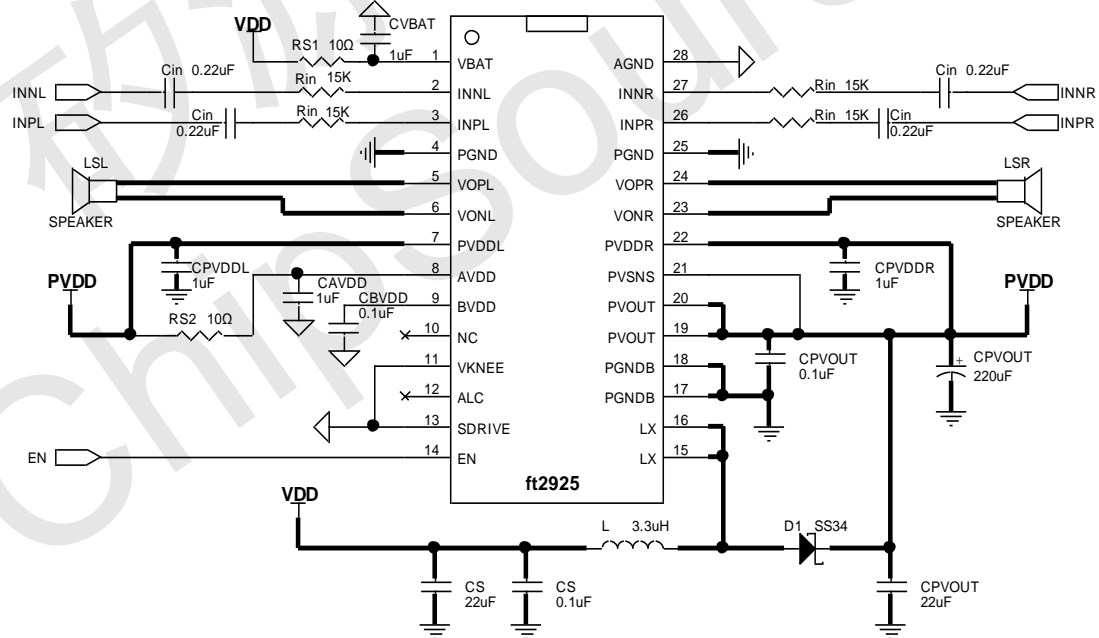 VDD
CVBAT
1uF
RS1 10Ω
Cin 0.22uF
Rin 15K
INNL
INPL
Cin
0.22uF
Rin 15K
LSL
SPEAKER
PVDD
CPVDDL
1uF
RS2 10Ω
CAVDD
1uF
CBVDD
0.1uF
EN
1 VBAT
2 INNL
3 INPL
4 PGND
5 VOPL
6 VONL
7 PVDDL
8 AVDD
9 BVDD
10 NC
11 VKNEE
12 ALC
13 SDRIVE
14 EN
AGND 28
INNR 27
INPR 26
PGND 25
VOPR 24
VONR 23
PVDDR 22
PVSNS 21
PVOUT 20
PVOUT 19
PGNDB 18
PGNDB 17
LX 16
LX 15
ft2925
Rin 15K
Cin 0.22uF
INNR
Rin 15K
Cin
0.22uF
INPR
LSR
SPEAKER
CPVDDR
1uF
PVDD
CPVOUT
0.1uF
CPVOUT
220uF
+
VDD
L 3.3uH
D1 SS34
CS
22uF
CS
0.1uF
CPVOUT
22uF